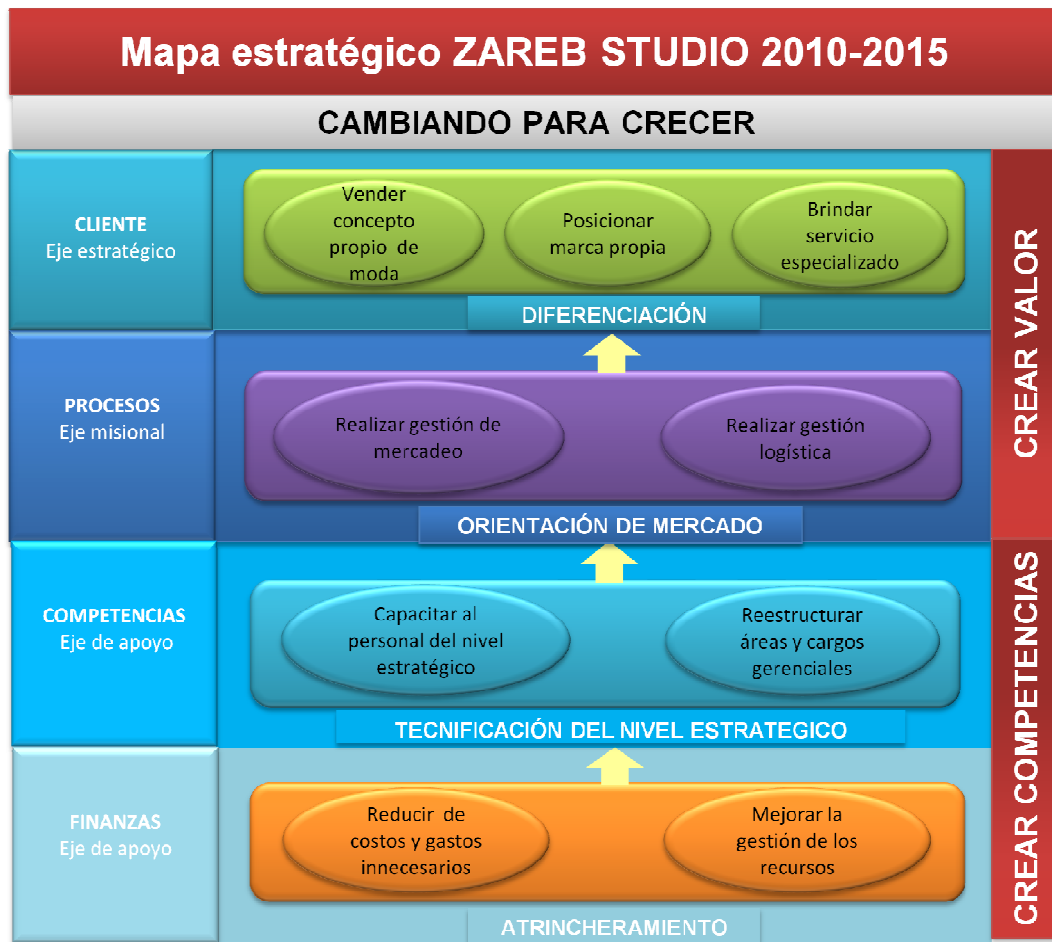 Mapa estratégico ZAREB STUDIO 2010-2015
CAMBIANDO PARA CRECER
CLIENTE
Eje estratégico
Vender
concepto
propio de
moda
Posicionar
marca propia
Brindar
servicio
especializado
DIFERENCIACIÓN
PROCESOS
Eje misional
Realizar gestión de
mercadeo
Realizar gestión
logística
ORIENTACIÓN DE MERCADO
CREAR VALOR
COMPETENCIAS
Eje de apoyo
Capacitar al
personal del nivel
estratégico
Reestructurar
áreas y cargos
gerenciales
TECNIFICACIÓN DEL NIVEL ESTRATEGICO
FINANZAS
Eje de apoyo
Reducir de
costos y gastos
innecesarios
Mejorar la
gestión de los
recursos
ATRINCHERAMIENTO
CREAR COMPETENCIAS